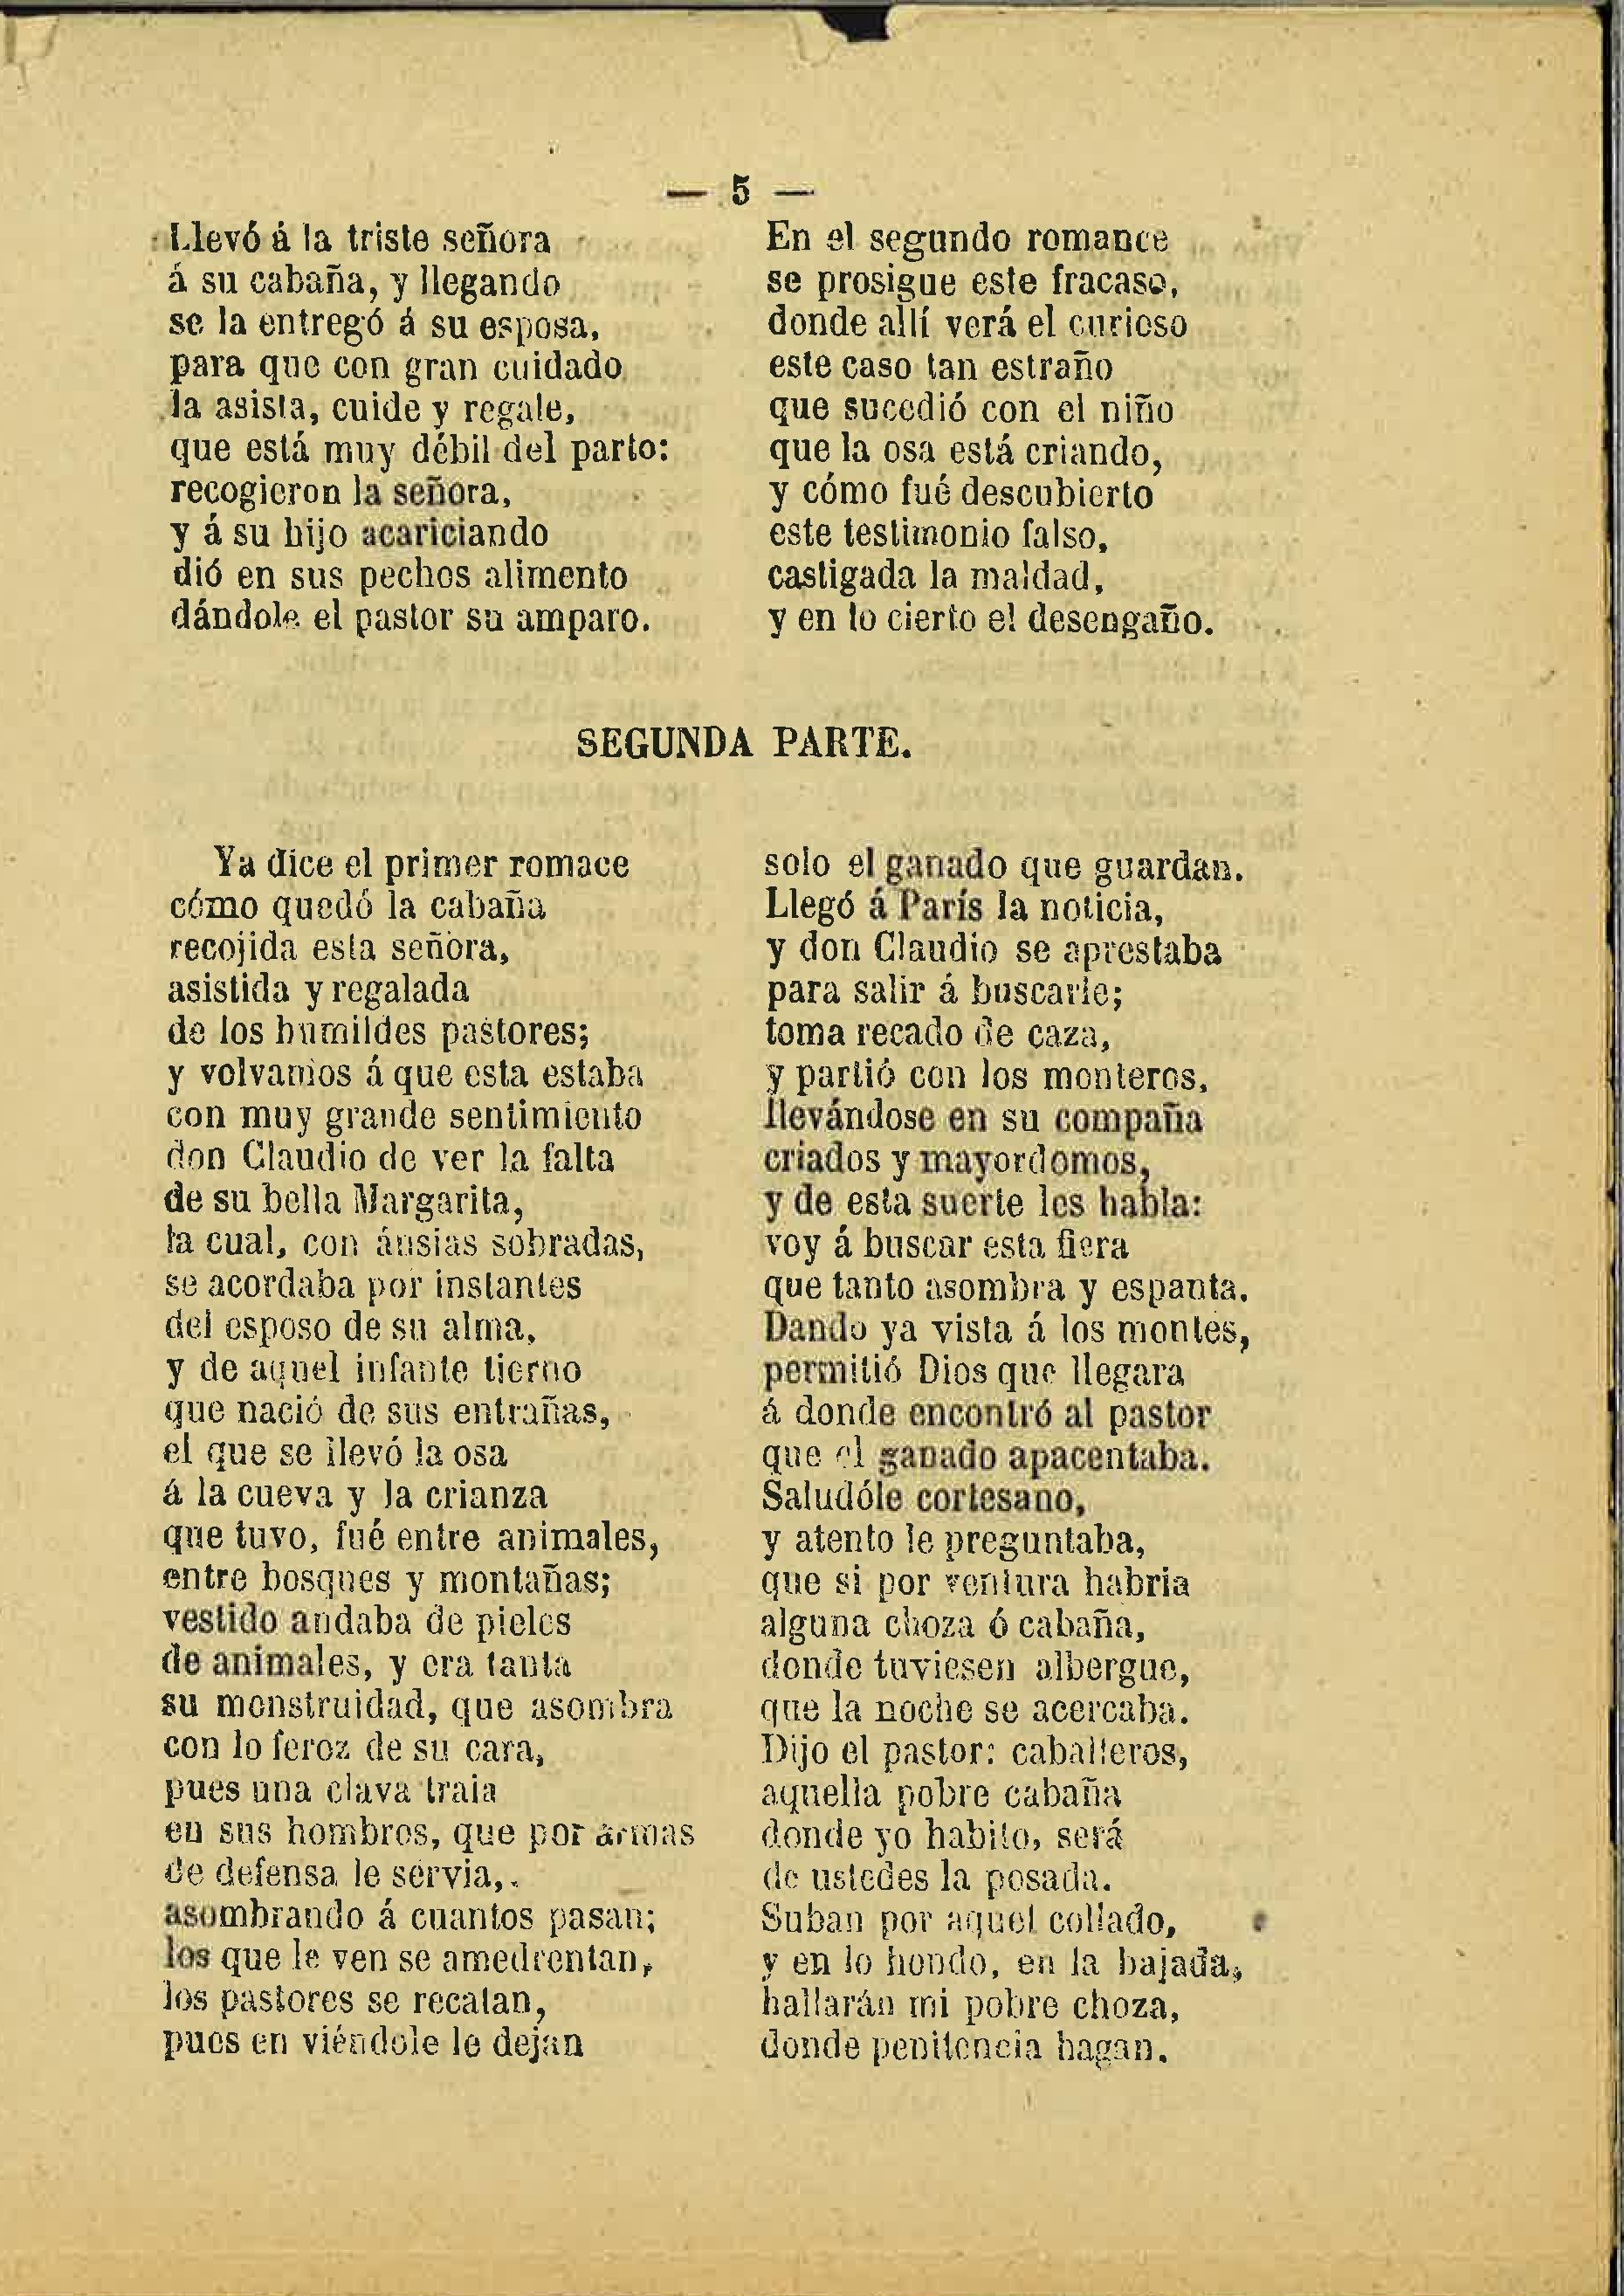 — 5 —
Llevó á la triste señora
á su cabaña, y llegando
se la entregó á su esposa,
para que con gran cuidado
la asista, cuide y regale,
que está muy débil del parto:
recogieron la señora,
y á su hijo acariciando
dió en sus pechos alimento
dándole el pastor su amparo.
En el segundo romance
se prosigue este fracaso,
donde allí verá el curioso
este caso tan estraño
que sucedió con el niño
que la osa está criando,
y cómo fué descubierto
este testimonio falso,
castigada la maldad,
y en lo cierto el desengaño.
SEGUNDA PARTE.
Ya dice el primer romace
cómo quedó la cabaña
recojida esta señora,
asistida y regalada
de los humildes pastores;
y volvamos á que esta estaba
con muy grande sentimiento
don Claudio de ver la falta
de su bella Margarita,
la cual, con ánsias sobradas,
se acordaba por instantes
del esposo de su alma,
y de aquel infante tierno
que nació de sus entrañas,
el que se llevó la osa
á la cueva y la crianza
que tuvo, fué entre animales,
entre bosques y montañas;
vestido andaba de pieles
de animales, y era tanta
su monstruidad, que asombra
con lo feroz de su cara,
pues una clava traia
en sus hombros, que por armas
de defensa le servia,.
asombrando á cuantos pasan;
los que le ven se amedrentan,
los pastores se recatan,
pues en viéndole le dejan
solo el ganado que guardan.
Llegó á París la noticia,
y don Claudio se aprestaba
para salir á buscarle;
toma recado de caza,
y partió con los monteros,
llevándose en su compaña
criados y mayordomos,
y de esta suerte les habla:
voy á buscar esta fiera
que tanto asombra y espanta.
Dando ya vista á los montes,
permitió Dios que llegara
á donde encontró al pastor
que el ganado apacentaba.
Saludóle cortesano,
y atento le preguntaba,
que si por ventura habria
alguna choza ó cabaña,
donde tuviesen albergue,
que la noche se acercaba.
Dijo el pastor: caballeros,
aquella pobre cabaña
donde yo habito, será
de ustedes la posada.
Suban por aquel collado,
y en lo hondo, en la bajada,
hallarán mi pobre choza,
donde penitencia hagan.